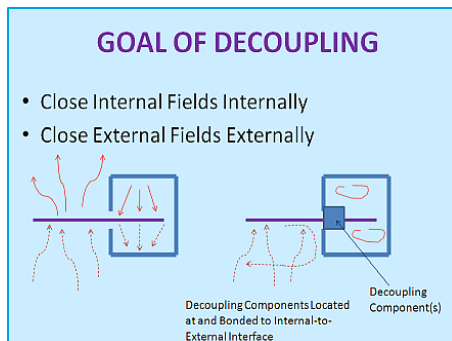 GOAL OF DECOUPLING
• Close Internal Fields Internally
• Close External Fields Externally
Decoupling
Component(s)
Decoupling Components Located
at and Bonded to Internal-to-
External Interface